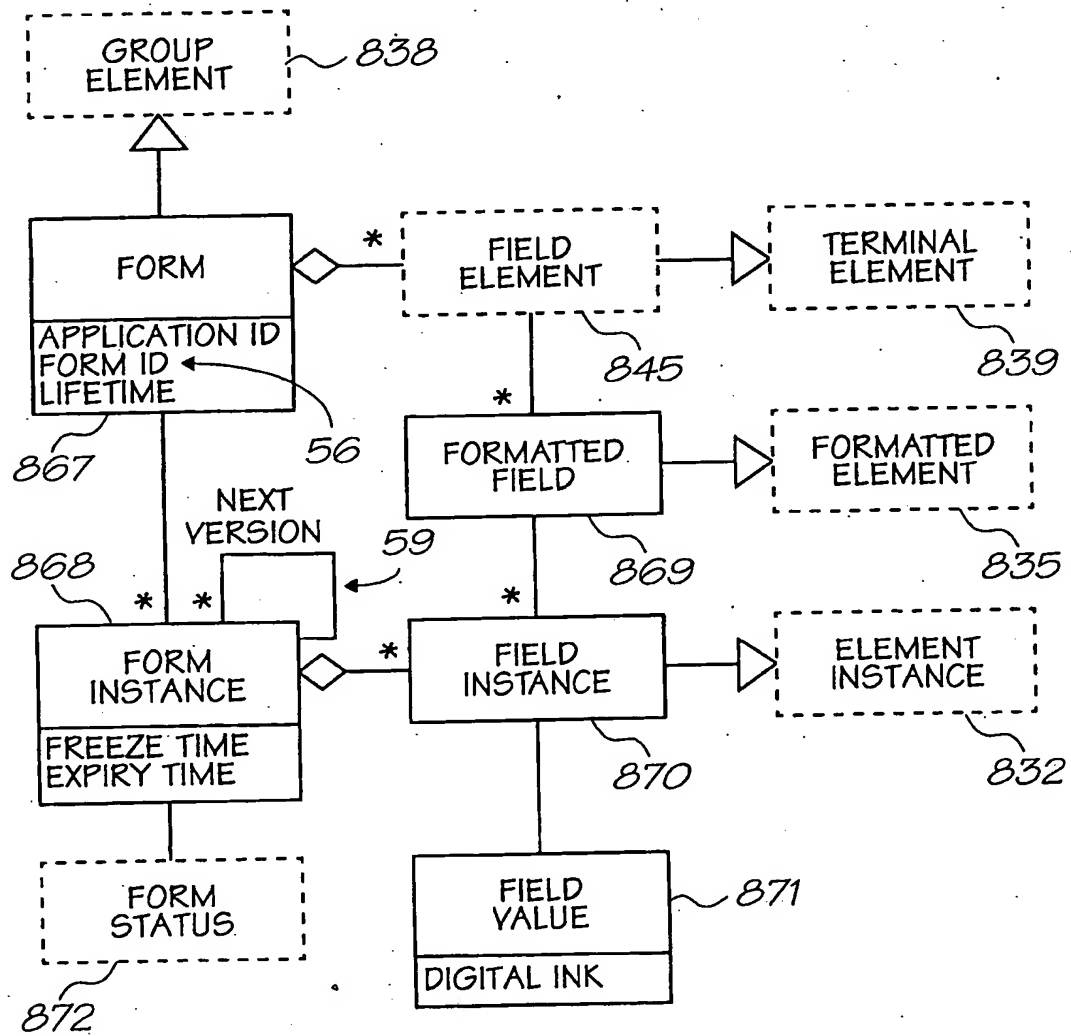 GROUP
ELEMENT
838
FORM
*
FIELD
ELEMENT
TERMINAL
ELEMENT
APPLICATION ID
FORM ID
LIFETIME
845
839
867
56
*
FORMATTED
FIELD
FORMATTED
ELEMENT
NEXT
VERSION
59
869
835
868
*
*
*
*
FORM
INSTANCE
FIELD
INSTANCE
ELEMENT
INSTANCE
FREEZE TIME
EXPIRY TIME
870
832
FORM
STATUS
FIELD
VALUE
871
DIGITAL INK
872